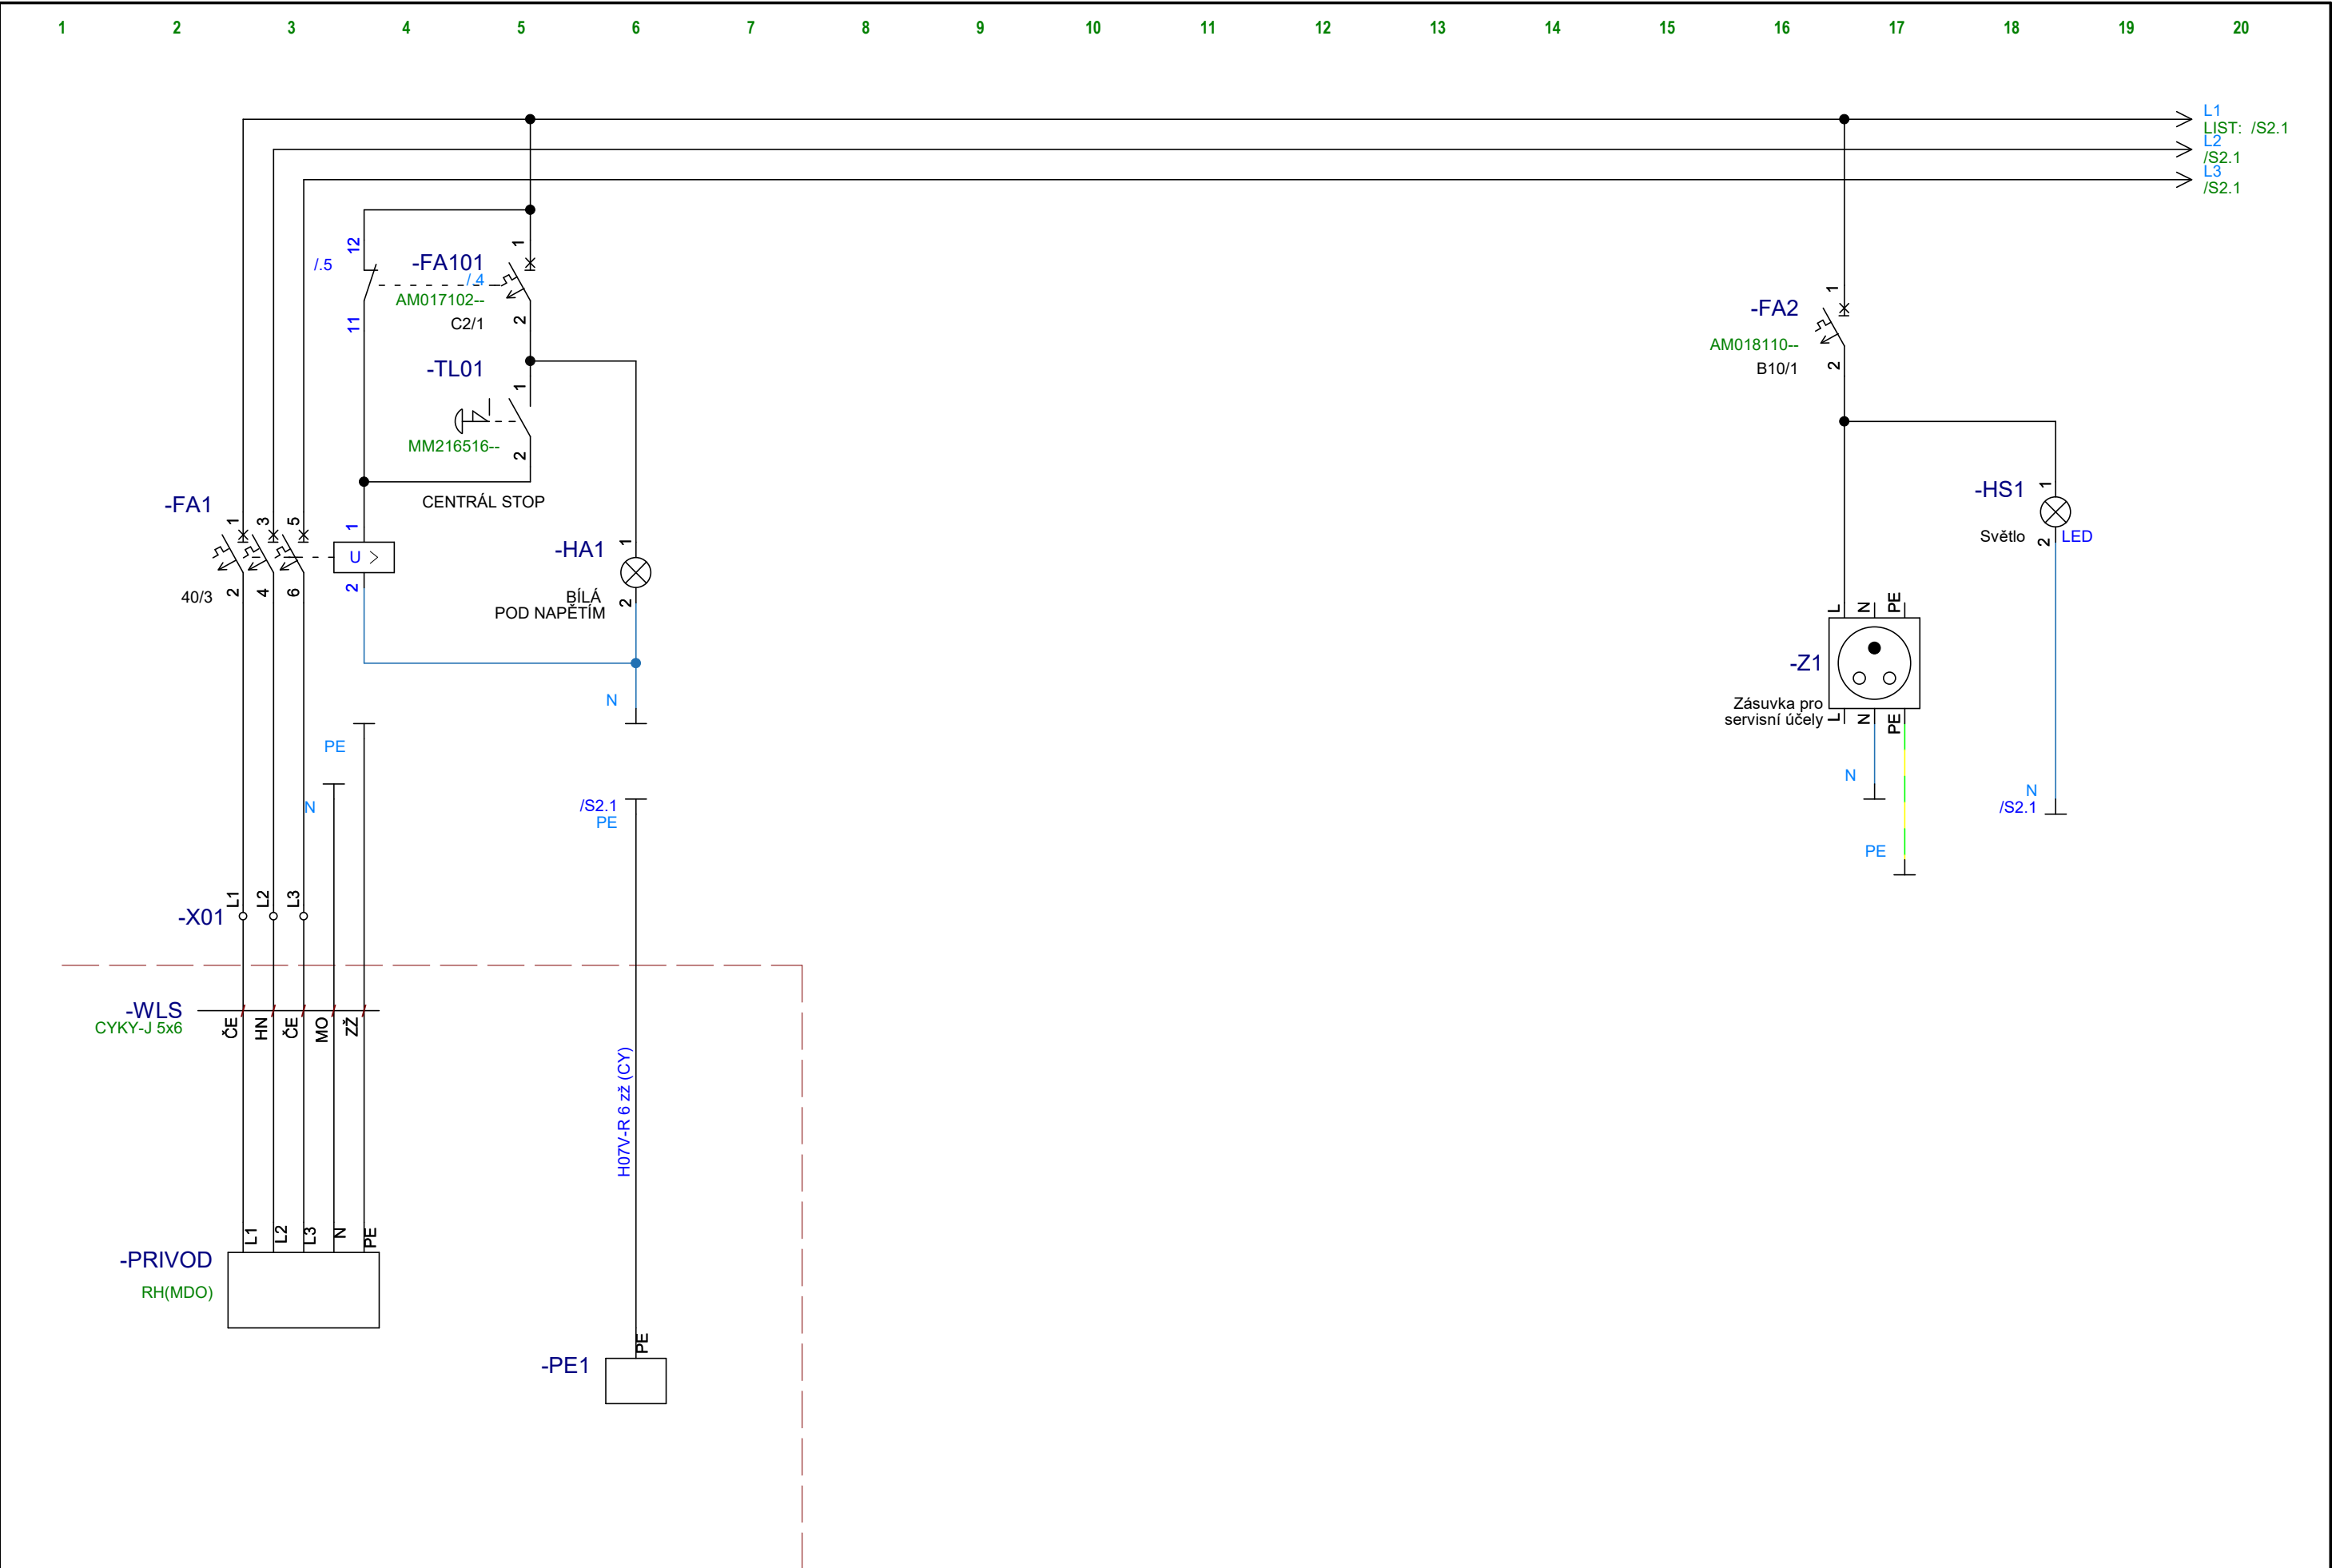 1 2 3 4 5 6 7 8 9 10 11 12 13 14 15 16 17 18 19 20
L1
LIST: /S2.1
L2
/S2.1
L3
/S2.1
12
/.5
11
-FA101
/.4
AM017102--
C2/1
1
2
-TL01
1
MM216516--
2
CENTRÁL STOP
-FA1
1 3 5
40/3
2 4 6
1
U >
2
-HA1
1
BÍLÁ
POD NAPĚTÍM
2
N
PE
N
/S2.1
PE
-FA2
AM018110--
B10/1
1
2
-HS1
1
Světlo
2
LED
L N PE
-Z1
Zásuvka pro
servisní účely
L N PE
N
PE
N
/S2.1
-X01
L1 L2 L3
-WLS
CYKY-J 5x6
ČE HN ČE MO ZŽ
H07V-R 6 zž (CY)
L1 L2 L3 N PE
-PRIVOD
RH(MDO)
PE
-PE1